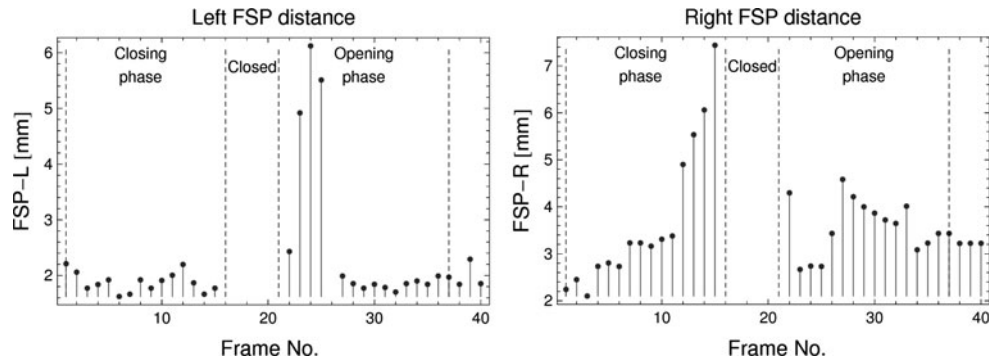 Left FSP distance
FSP-L [mm]
6
5
4
3
2
Closing
phase
Closed
Opening
phase
0
10
20
30
40
Frame No.
Right FSP distance
FSP-R [mm]
7
6
5
4
3
2
Closing
phase
Closed
Opening
phase
0
10
20
30
40
Frame No.